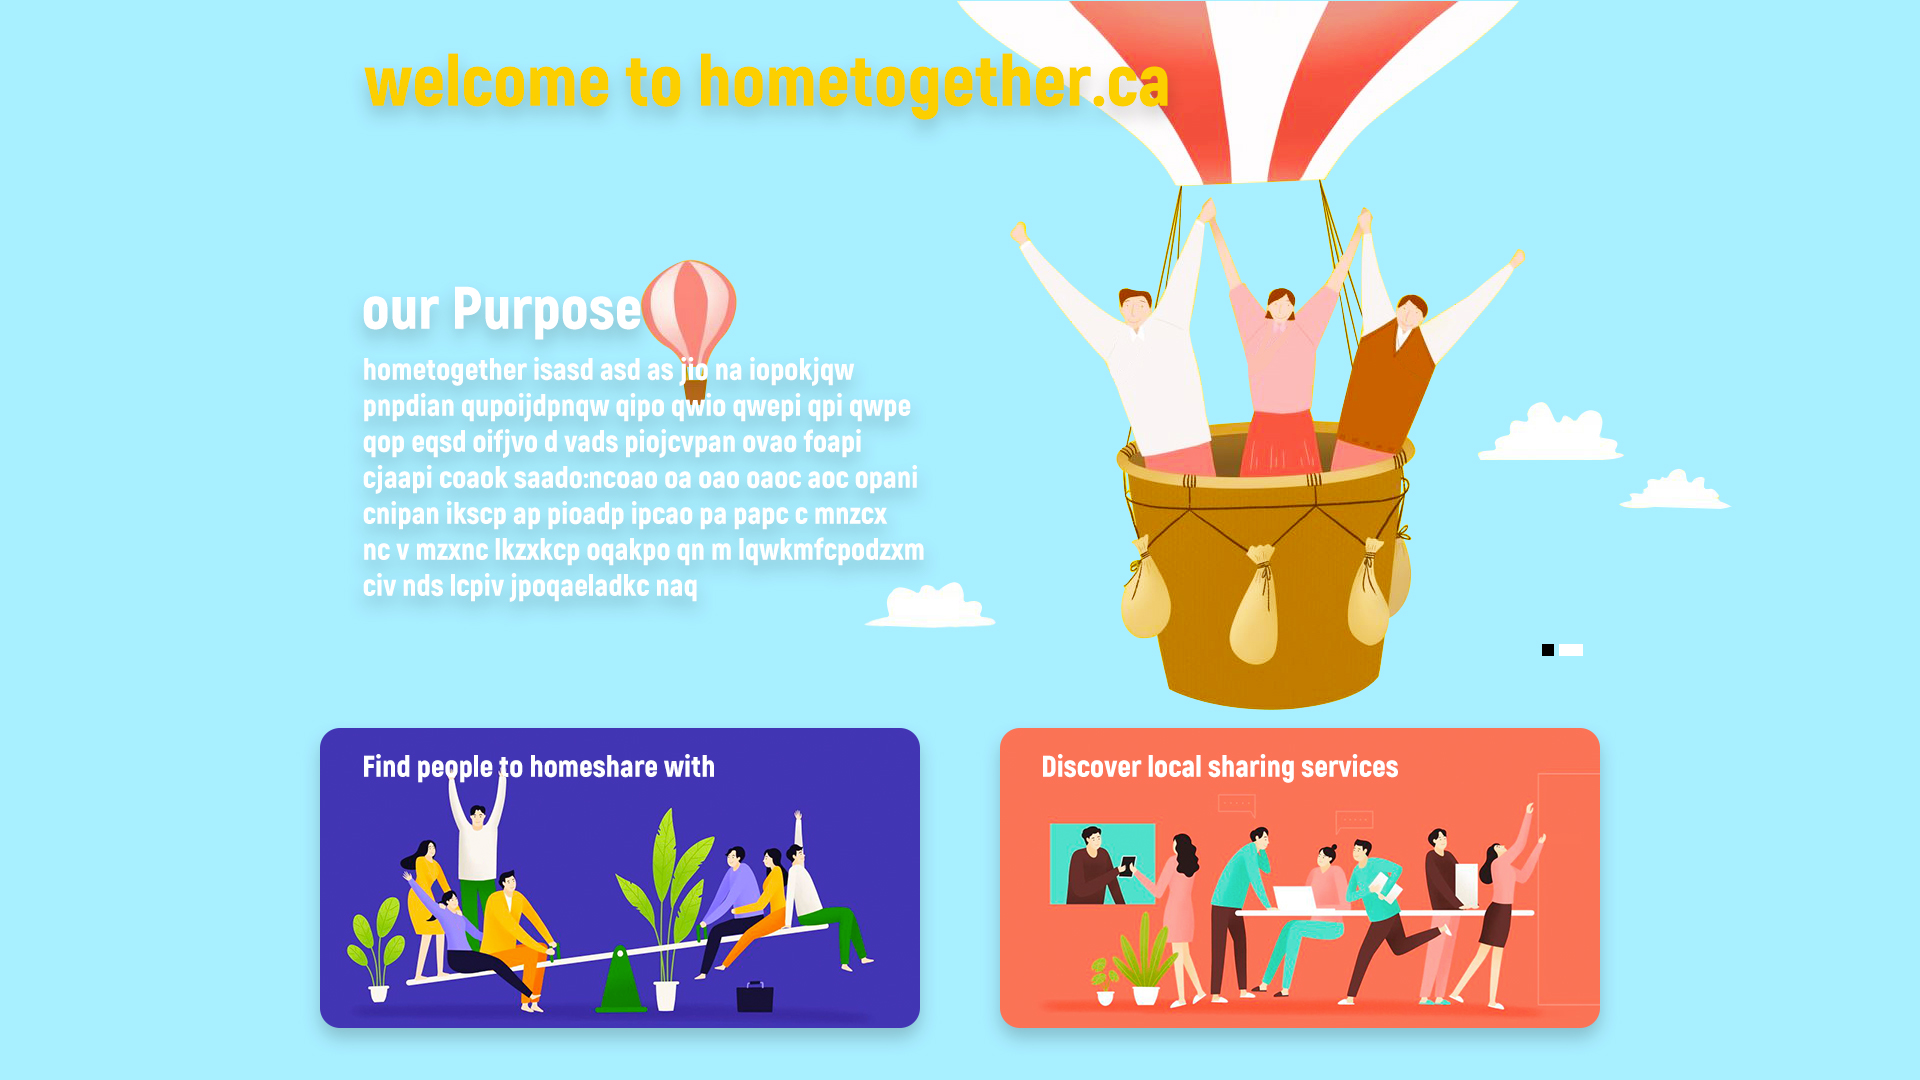 welcome to hometogether.ca
our Purpose
hometogether isasd asd as jio na iopokjqw
pnpdian qupoijdpnqw qipo qwio qwepi qpi qwpe
qop eqsd oifjvo d vads piojcvpan ovao foapi
cjaapi coaok saado:ncoao oa oao oaoc aoc opani
cnipan ikscp ap pioadp ipcao pa papc c mnzcx
nc v mzxnc lkzxkcp oqakpo qn m lqwkmfcpodzxm
civ nds lcpiv jpoqaeladkc naq
Find people to homeshare with
Discover local sharing services